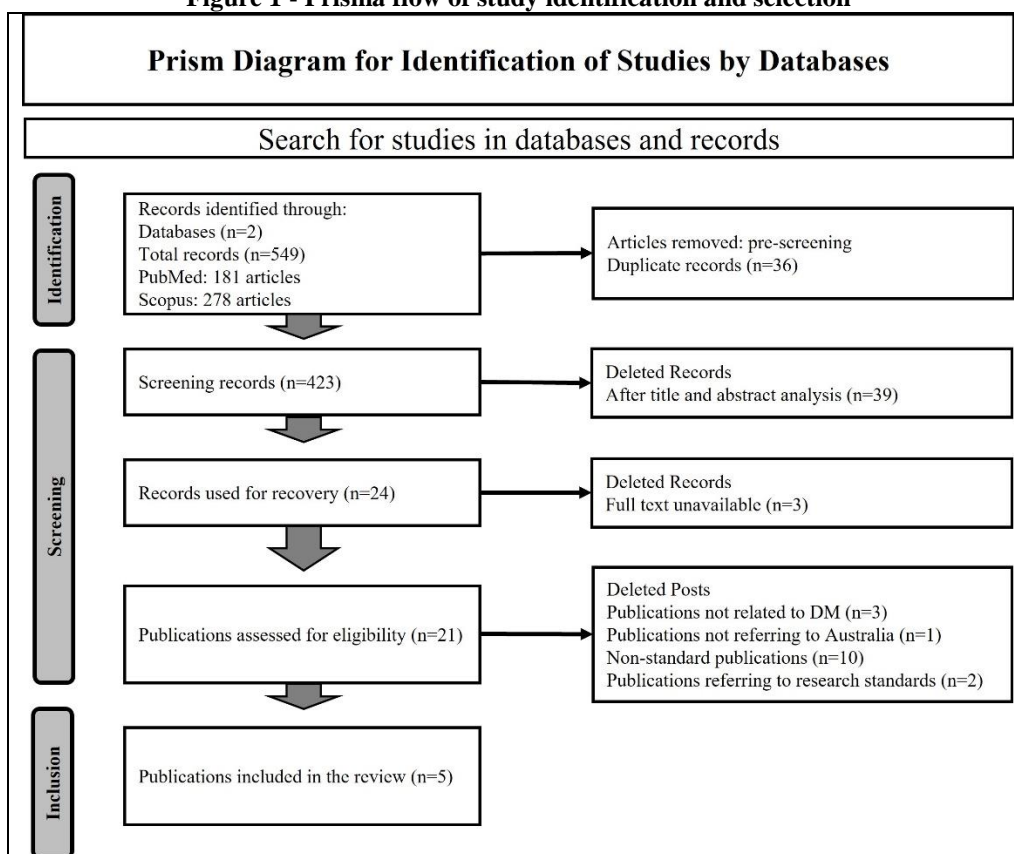 Figure 1 - Prisma flow of study identification and selection
Prism Diagram for Identification of Studies by Databases
Search for studies in databases and records
Identification
Records identified through:
Databases (n=2)
Total records (n=549)
PubMed: 181 articles
Scopus: 278 articles
Articles removed: pre-screening
Duplicate records (n=36)
Screening
Screening records (n=423)
Deleted Records
After title and abstract analysis (n=39)
Records used for recovery (n=24)
Deleted Records
Full text unavailable (n=3)
Publications assessed for eligibility (n=21)
Deleted Posts
Publications not related to DM (n=3)
Publications not referring to Australia (n=1)
Non-standard publications (n=10)
Publications referring to research standards (n=2)
Inclusion
Publications included in the review (n=5)